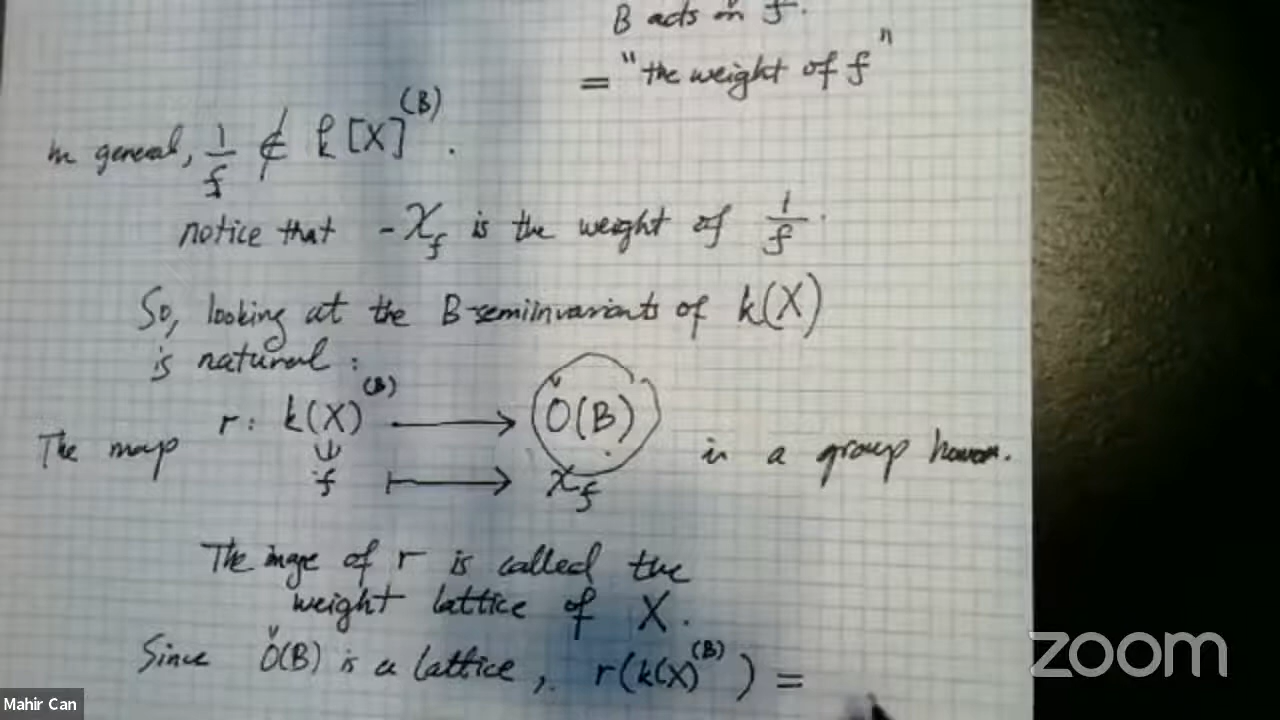 B acts on f.
= "the weight of f"
In general, 1/f ∉ k[X]^(B).
notice that -χ_f is the weight of 1/f.
So, looking at the B-semiinvariants of k(X)
is natural:
The map r: k(X)^(B) → Ǒ(B) is a group homom.
f ↦ χ_f
The image of r is called the
weight lattice of X.
Since Ǒ(B) is a lattice, r(k(X)^(B)) =
zoom
Mahir Can